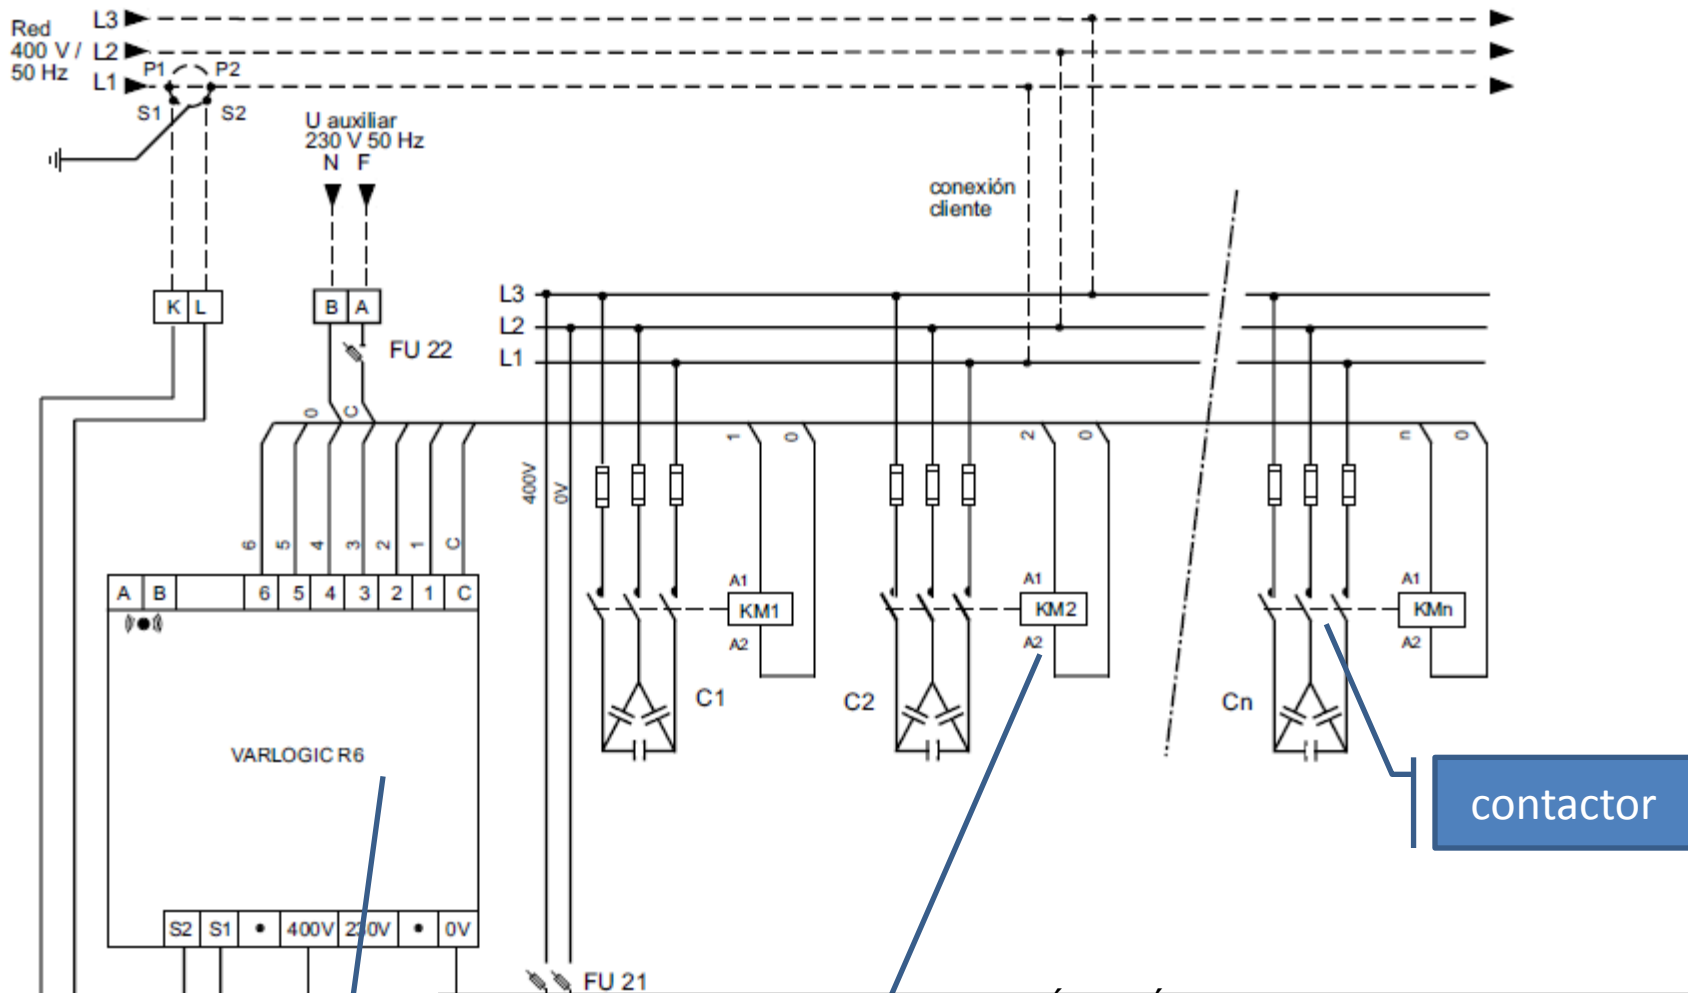 Red
400 V /
50 Hz
L3
L2
L1
P1 P2
S1 S2
U auxiliar
230 V 50 Hz
N F
conexión
cliente
K L
B A
FU 22
L3
L2
L1
0 C
1 0
2 0
n 0
400V
0V
6 5 4 3 2 1 C
A B 6 5 4 3 2 1 C
A1
KM1
A2
A1
KM2
A2
A1
KMn
A2
C1
C2
Cn
VARLOGIC R6
contactor
S2 S1 • 400V 230V • 0V
FU 21